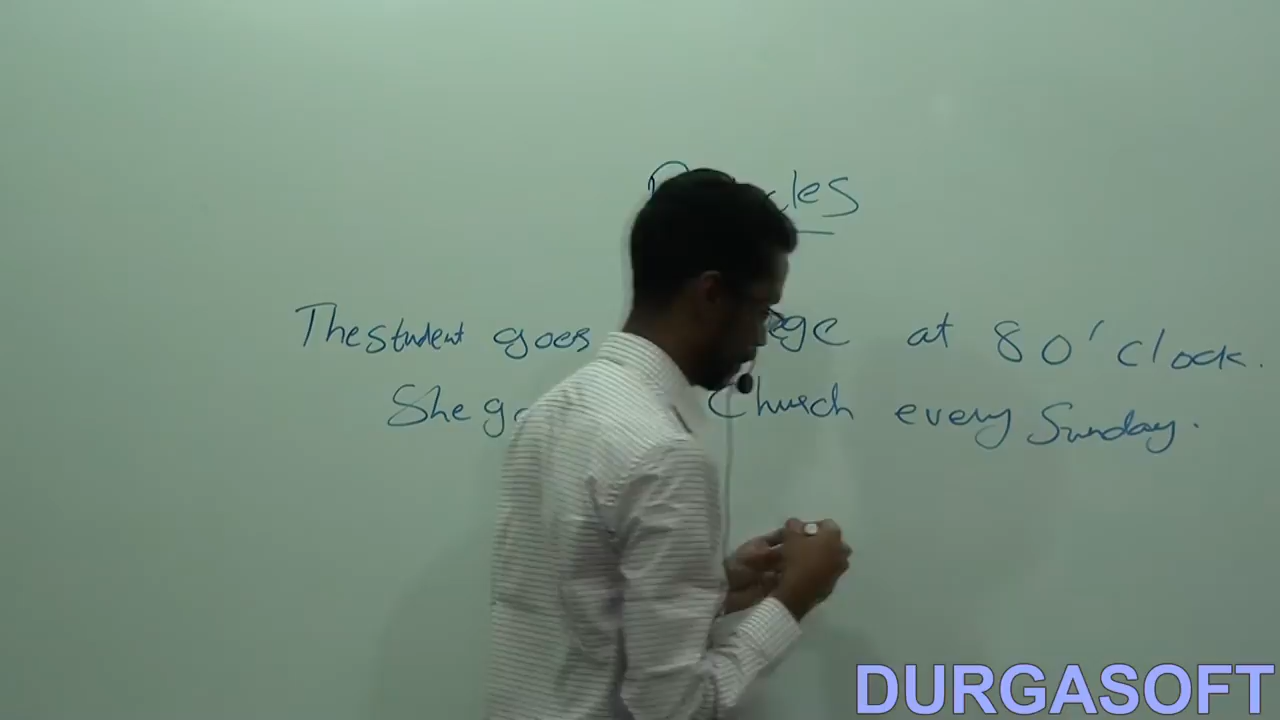 The student goes at 8 O'clock.
She Church every Sunday.
DURGASOFT